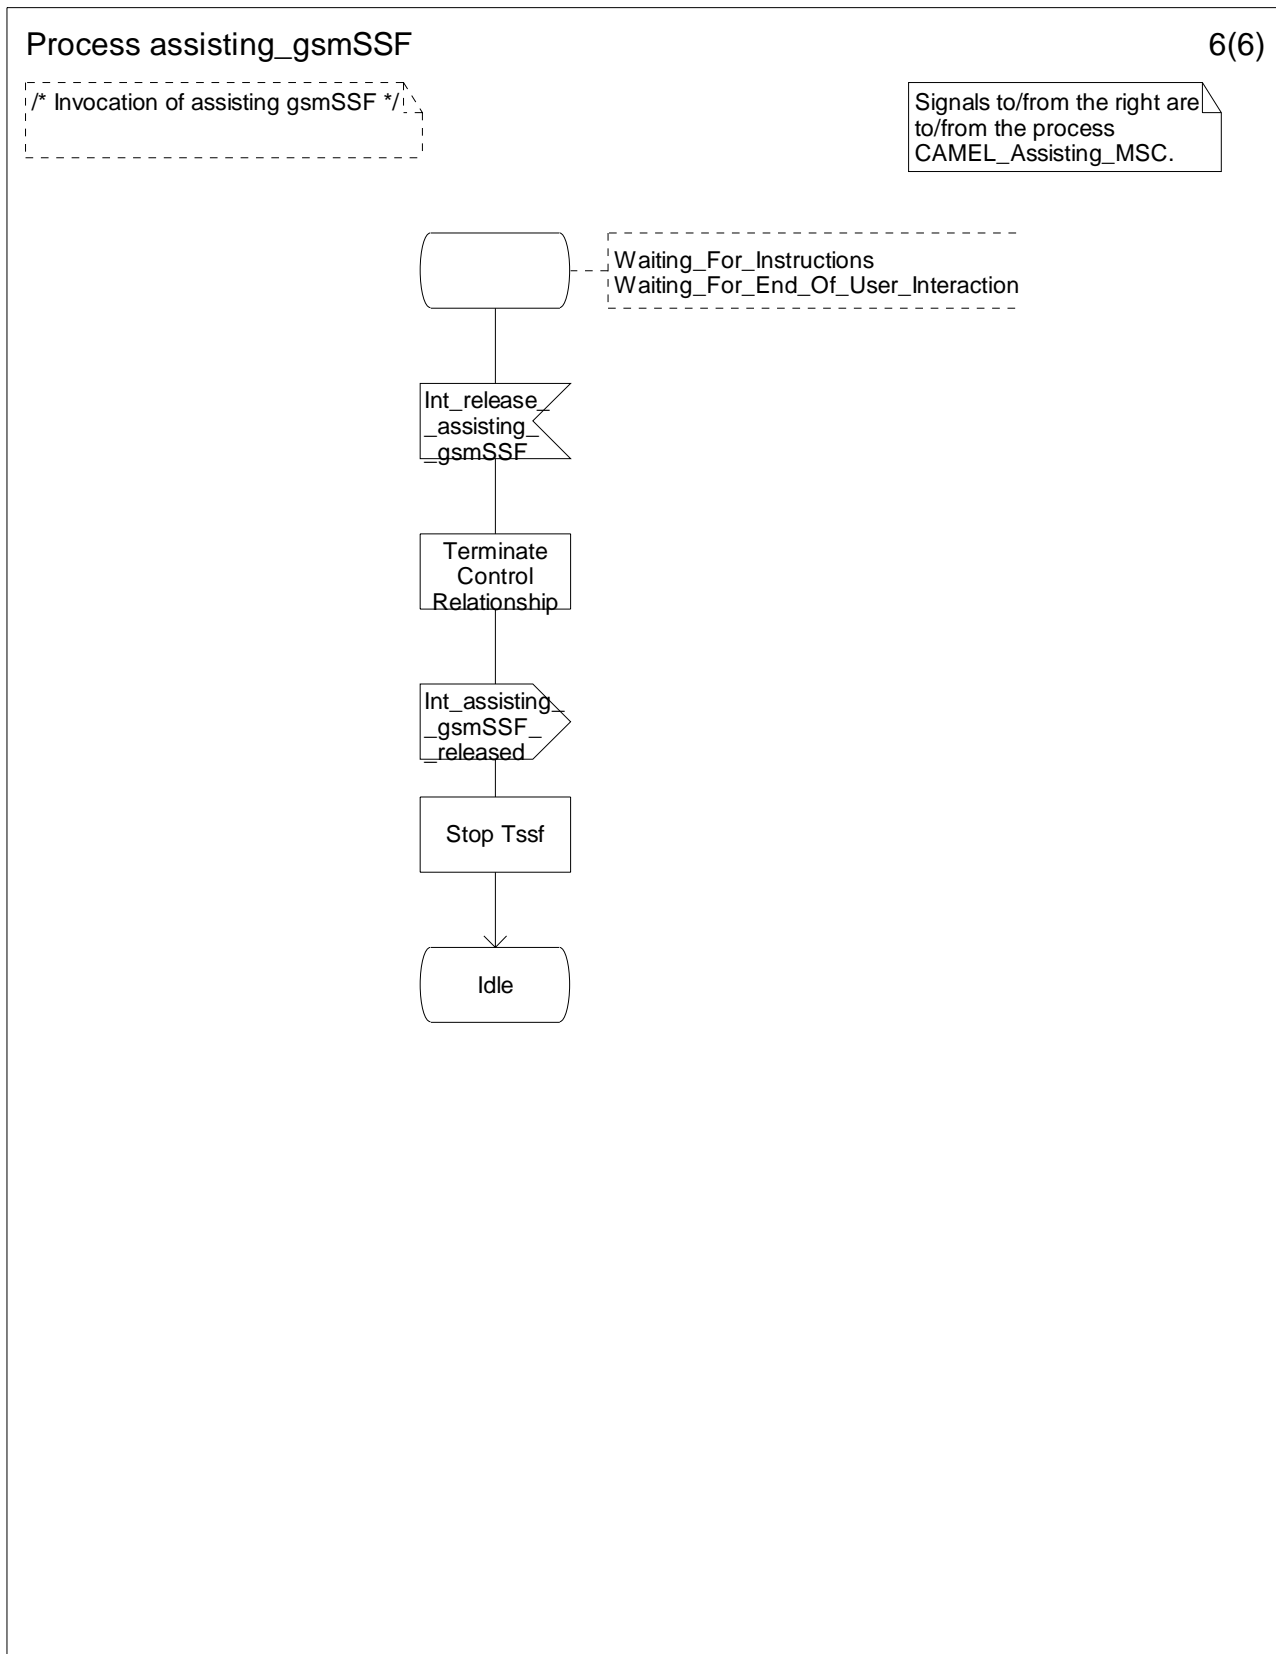 Process assisting_gsmSSF
6(6)
/* Invocation of assisting gsmSSF */
Signals to/from the right are
to/from the process
CAMEL_Assisting_MSC.
Waiting_For_Instructions
Waiting_For_End_Of_User_Interaction
Int_release_
_assisting_
_gsmSSF
Terminate
Control
Relationship
Int_assisting_
_gsmSSF_
_released
Stop Tssf
Idle